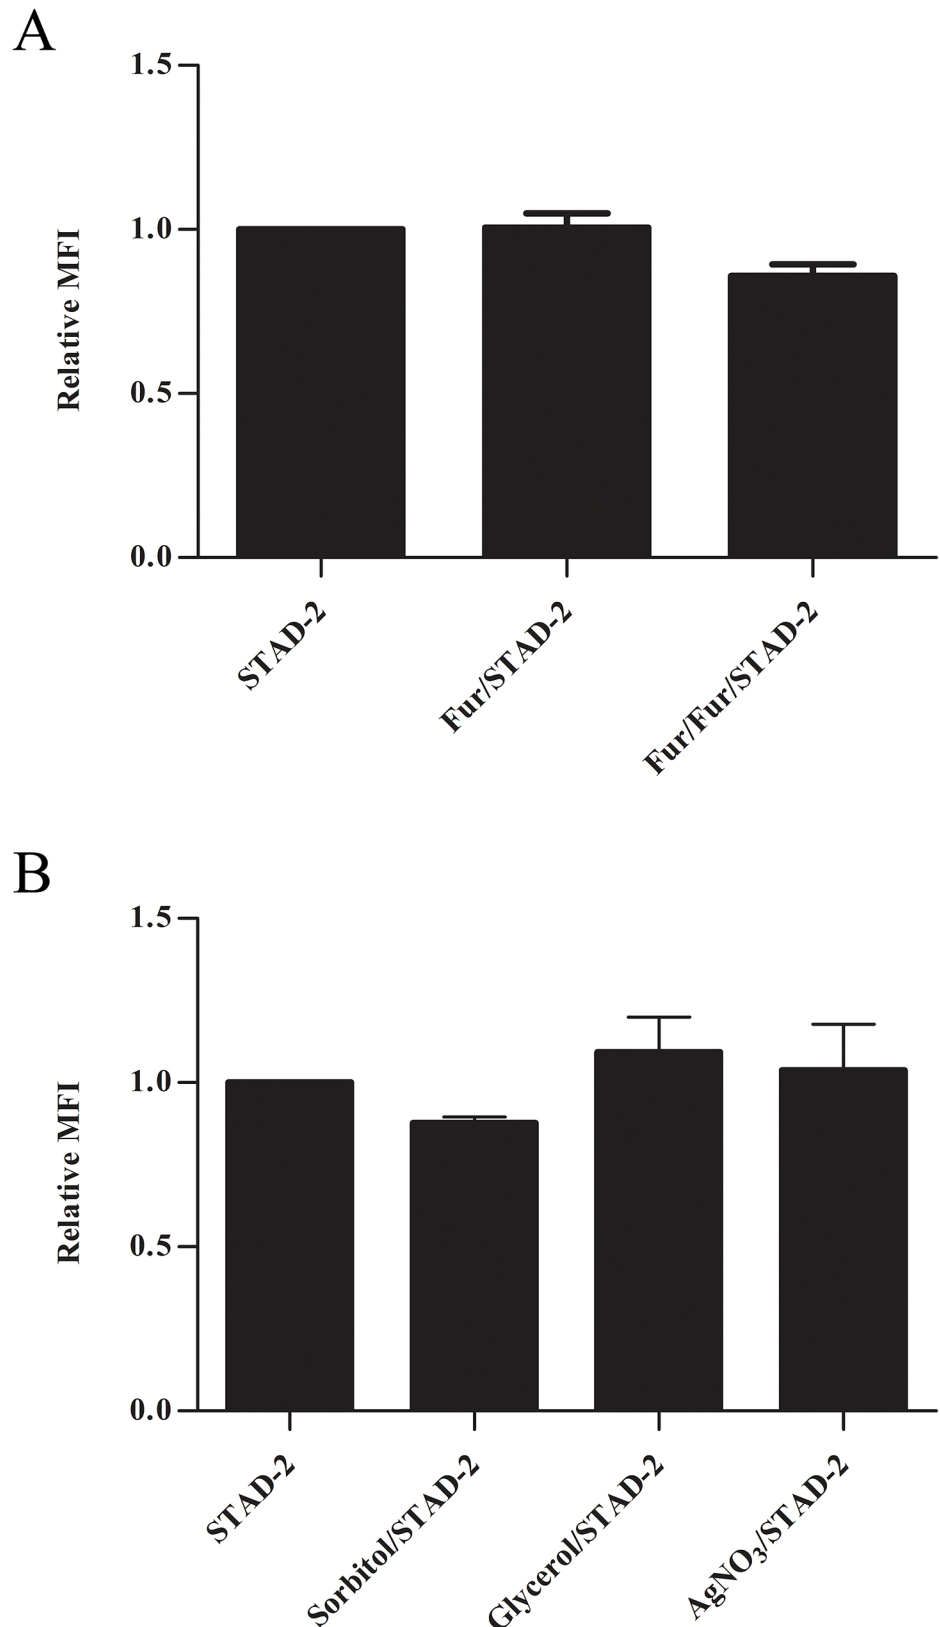 A
1.5
1.0
0.5
0.0
Relative MFI
STAD-2
Fur/STAD-2
Fur/Fur/STAD-2
B
1.5
1.0
0.5
0.0
Relative MFI
STAD-2
Sorbitol/STAD-2
Glycerol/STAD-2
AgNO₃/STAD-2